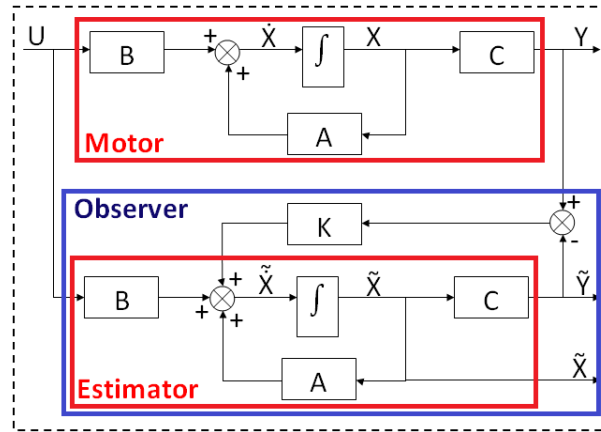 U
B
+
+
Ẋ
∫
X
C
Y
A
Motor
Observer
K
+
-
B
+
+
+
X̃̇
∫
X̃
C
Ỹ
A
X̃
Estimator